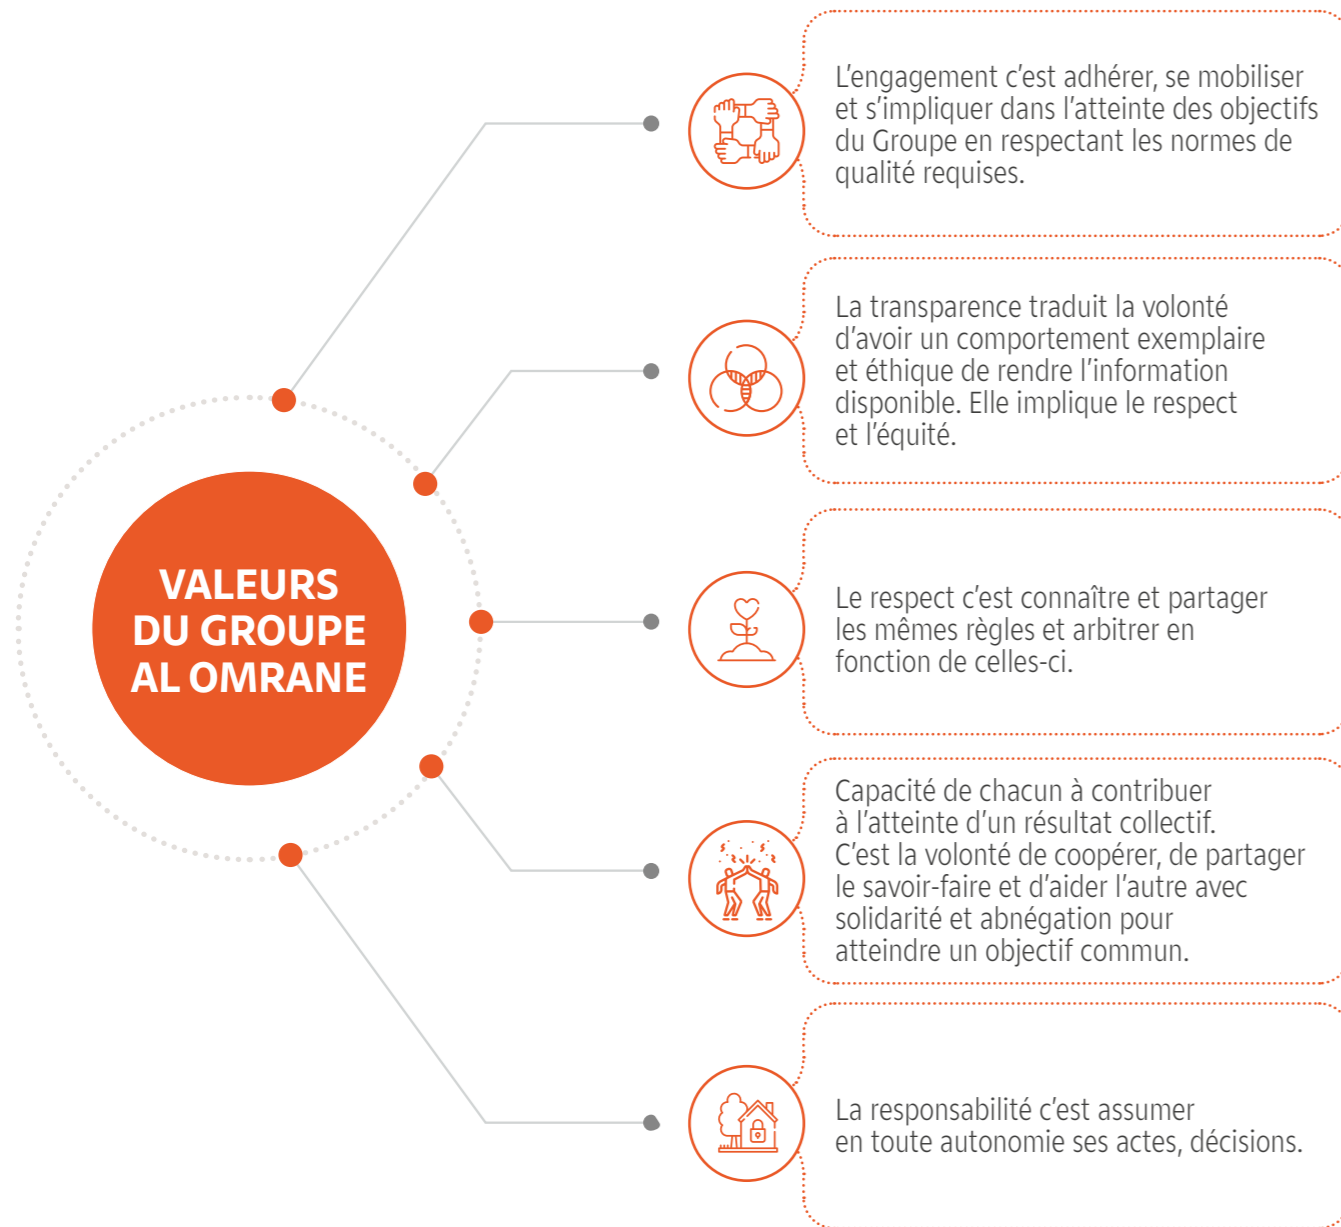 VALEURS
DU GROUPE
AL OMRANE
L'engagement c'est adhérer, se mobiliser
et s'impliquer dans l'atteinte des objectifs
du Groupe en respectant les normes de
qualité requises.
La transparence traduit la volonté
d'avoir un comportement exemplaire
et éthique de rendre l'information
disponible. Elle implique le respect
et l'équité.
Le respect c'est connaître et partager
les mêmes règles et arbitrer en
fonction de celles-ci.
Capacité de chacun à contribuer
à l'atteinte d'un résultat collectif.
C'est la volonté de coopérer, de partager
le savoir-faire et d'aider l'autre avec
solidarité et abnégation pour
atteindre un objectif commun.
La responsabilité c'est assumer
en toute autonomie ses actes, décisions.